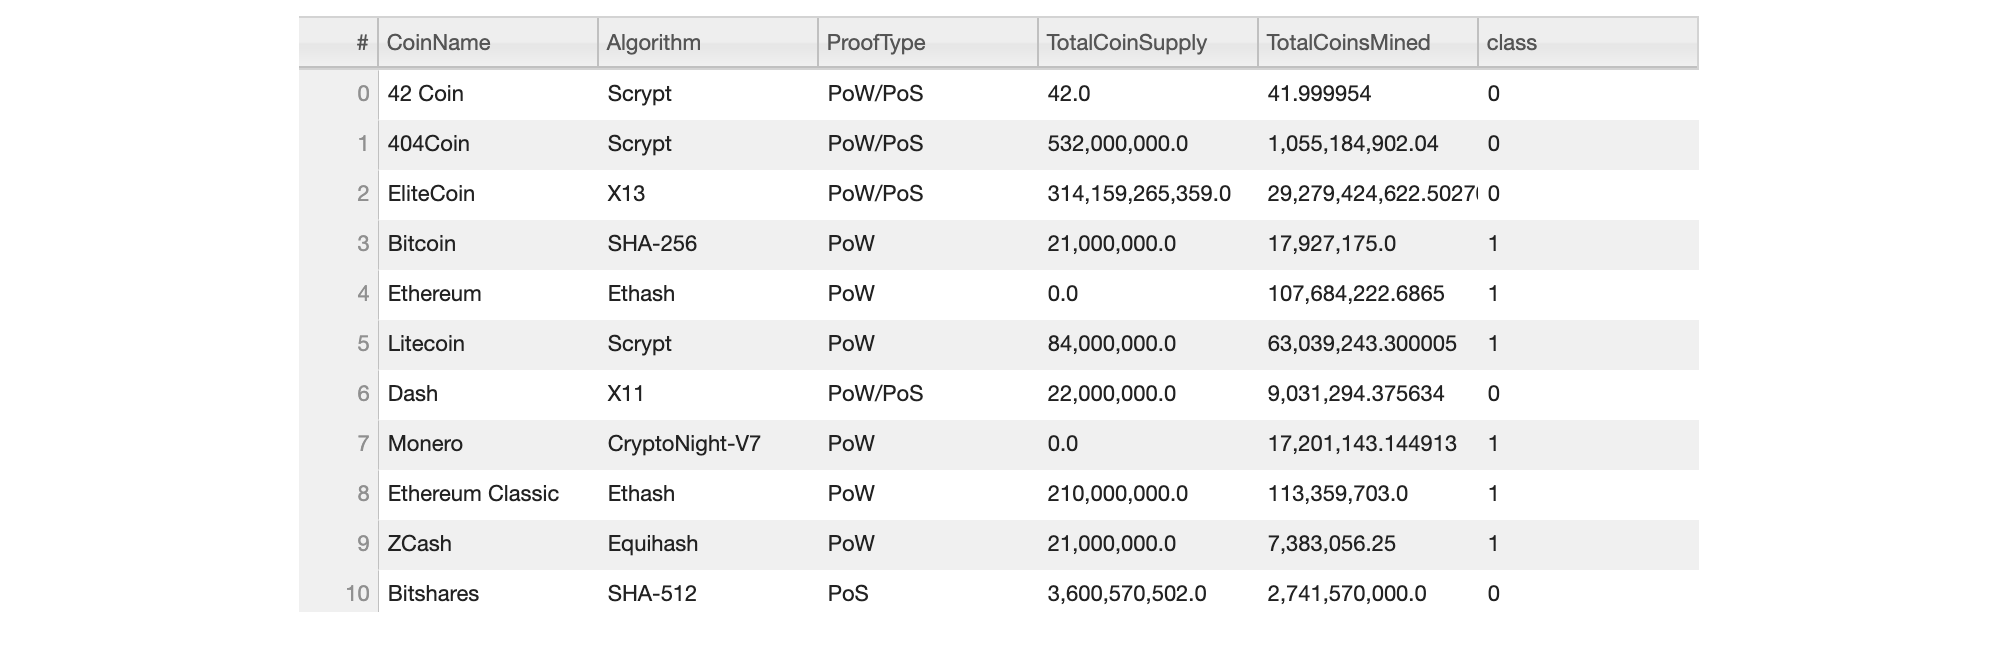 # CoinName Algorithm ProofType TotalCoinSupply TotalCoinsMined class
0 42 Coin Scrypt PoW/PoS 42.0 41.999954 0
1 404Coin Scrypt PoW/PoS 532,000,000.0 1,055,184,902.04 0
2 EliteCoin X13 PoW/PoS 314,159,265,359.0 29,279,424,622.5027 0
3 Bitcoin SHA-256 PoW 21,000,000.0 17,927,175.0 1
4 Ethereum Ethash PoW 0.0 107,684,222.6865 1
5 Litecoin Scrypt PoW 84,000,000.0 63,039,243.300005 1
6 Dash X11 PoW/PoS 22,000,000.0 9,031,294.375634 0
7 Monero CryptoNight-V7 PoW 0.0 17,201,143.144913 1
8 Ethereum Classic Ethash PoW 210,000,000.0 113,359,703.0 1
9 ZCash Equihash PoW 21,000,000.0 7,383,056.25 1
10 Bitshares SHA-512 PoS 3,600,570,502.0 2,741,570,000.0 0